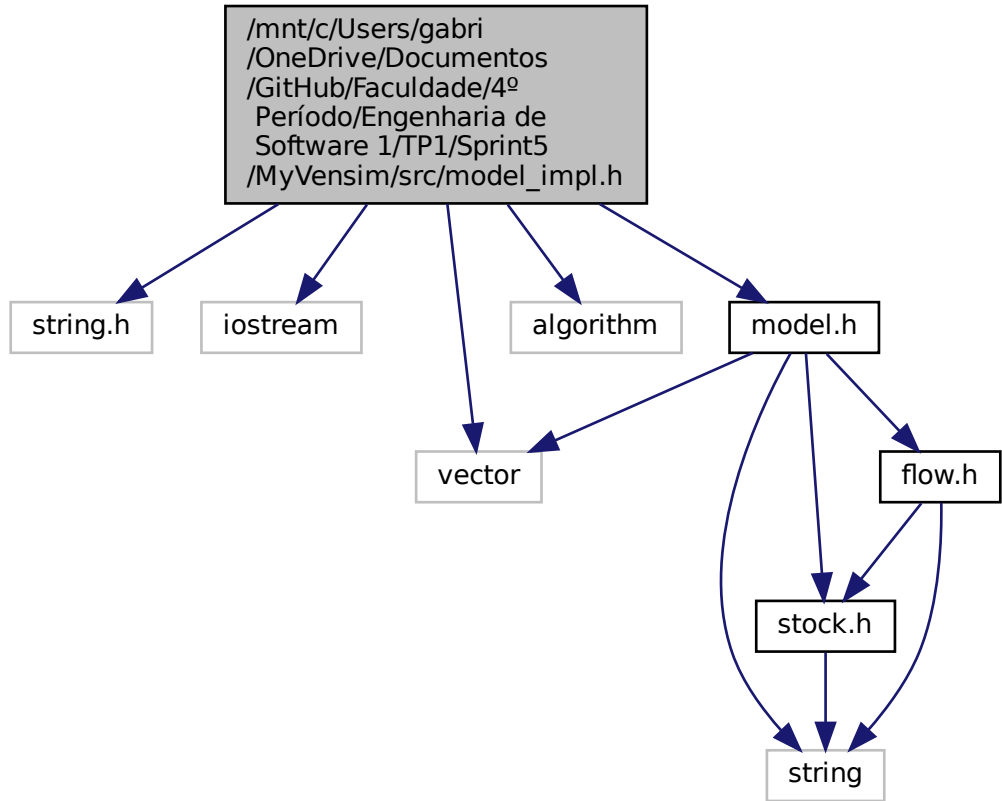 /mnt/c/Users/gabri
/OneDrive/Documentos
/GitHub/Faculdade/4º
Período/Engenharia de
Software 1/TP1/Sprint5
/MyVensim/src/model_impl.h
string.h
iostream
algorithm
model.h
vector
flow.h
stock.h
string